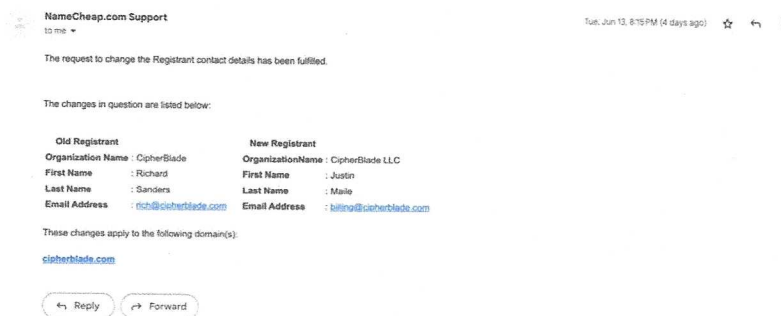 NameCheap.com Support
Tue, Jun 13, 8:15 PM (4 days ago)
to me
The request to change the Registrant contact details has been fulfilled.
The changes in question are listed below:
Old Registrant New Registrant
Organization Name : CipherBlade OrganizationName : CipherBlade LLC
First Name : Richard First Name : Justin
Last Name : Sanders Last Name : Maile
Email Address : rich@cipherblade.com Email Address : billing@cipherblade.com
These changes apply to the following domain(s):
cipherblade.com
Reply Forward